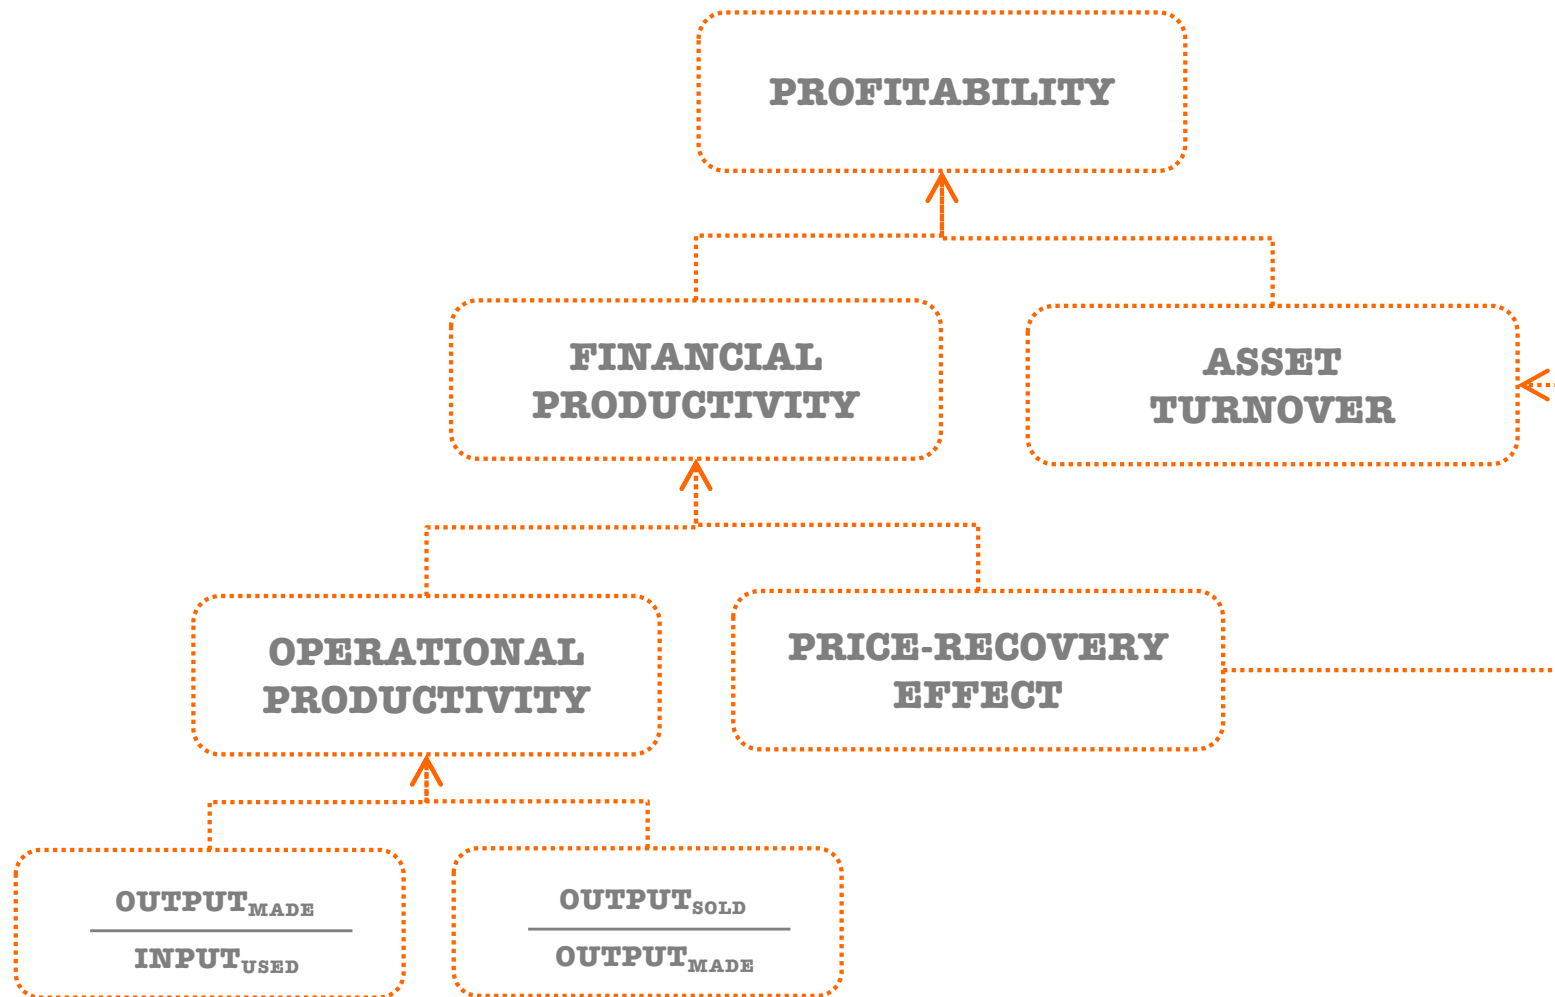 PROFITABILITY
FINANCIAL
PRODUCTIVITY
ASSET
TURNOVER
OPERATIONAL
PRODUCTIVITY
PRICE-RECOVERY
EFFECT
OUTPUTMADE
INPUTUSED
OUTPUTSOLD
OUTPUTMADE